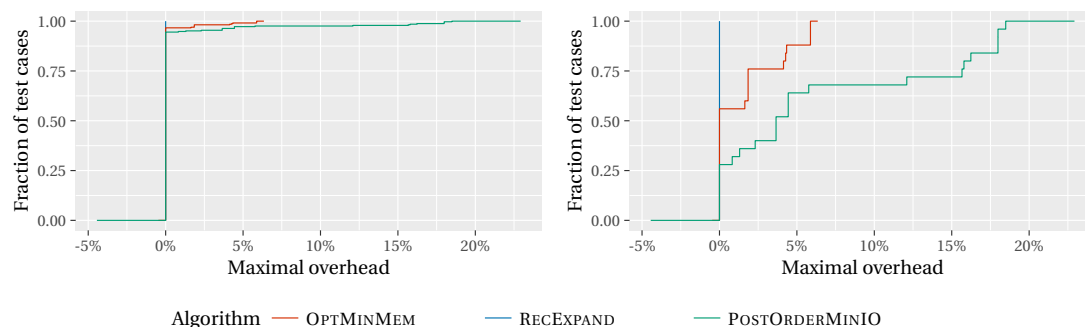 Fraction of test cases
1.00
0.75
0.50
0.25
0.00
-5% 0% 5% 10% 15% 20%
Maximal overhead
Fraction of test cases
1.00
0.75
0.50
0.25
0.00
-5% 0% 5% 10% 15% 20%
Maximal overhead
Algorithm OPTMINMEM RECEXPAND POSTORDERMINIO